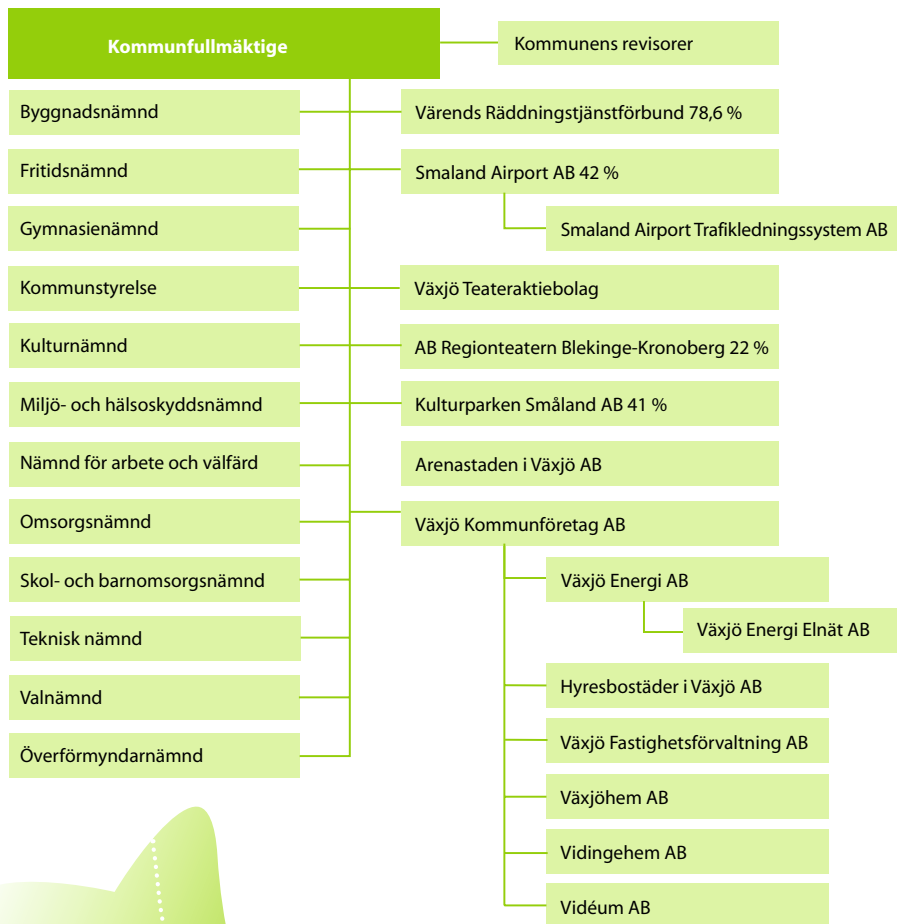 Kommunfullmäktige
Kommunens revisorer
Byggnadsnämnd
Fritidsnämnd
Gymnasienämnd
Kommunstyrelse
Kulturnämnd
Miljö- och hälsoskyddsnämnd
Nämnd för arbete och välfärd
Omsorgsnämnd
Skol- och barnomsorgsnämnd
Teknisk nämnd
Valnämnd
Överförmyndarnämnd
Värends Räddningstjänstförbund 78,6 %
Smaland Airport AB 42 %
Smaland Airport Trafikledningssystem AB
Växjö Teateraktiebolag
AB Regionteatern Blekinge-Kronoberg 22 %
Kulturparken Småland AB 41 %
Arenastaden i Växjö AB
Växjö Kommunföretag AB
Växjö Energi AB
Växjö Energi Elnät AB
Hyresbostäder i Växjö AB
Växjö Fastighetsförvaltning AB
Växjöhem AB
Vidingehem AB
Vidéum AB